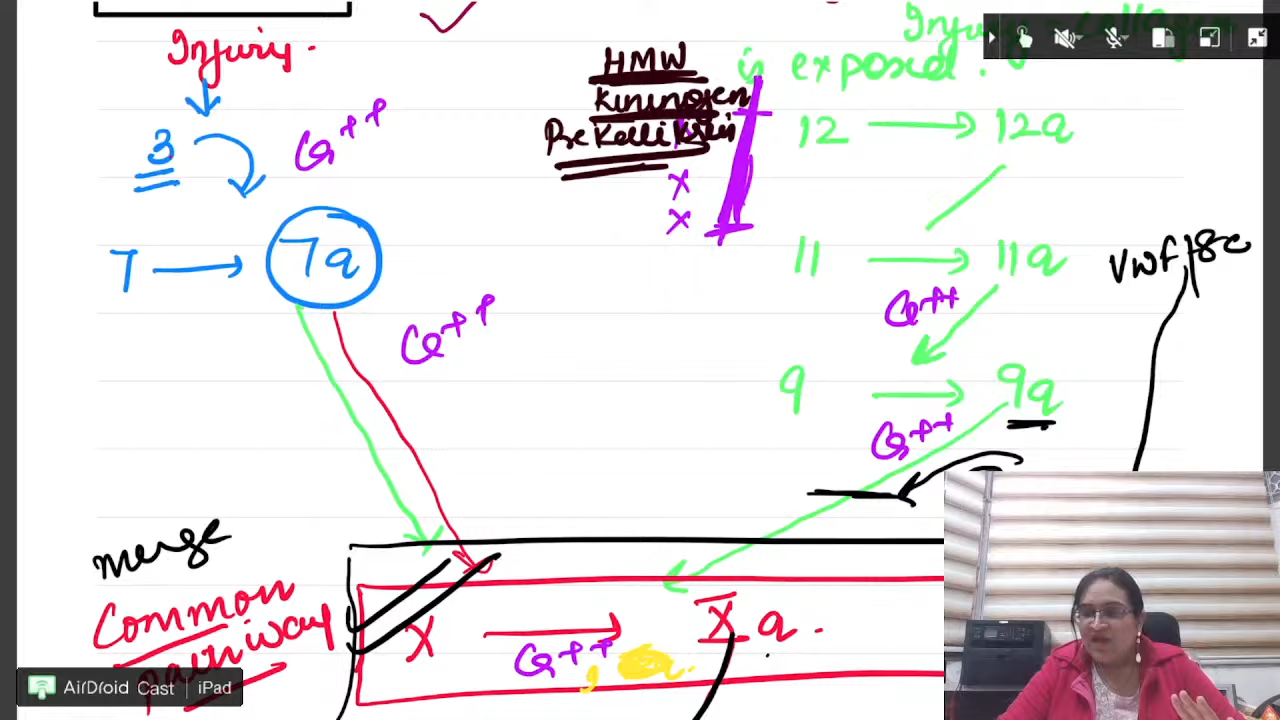 Injury.
3
Ca++
7 → 7a
Ca++
HMW
Kininogen
is exposed.
12 → 12a
11 → 11a
Ca++
VWF/8c
9 → 9a
Ca++
merge
Common
pathway
X → Xa.
Ca++,
AirDroid Cast
iPad